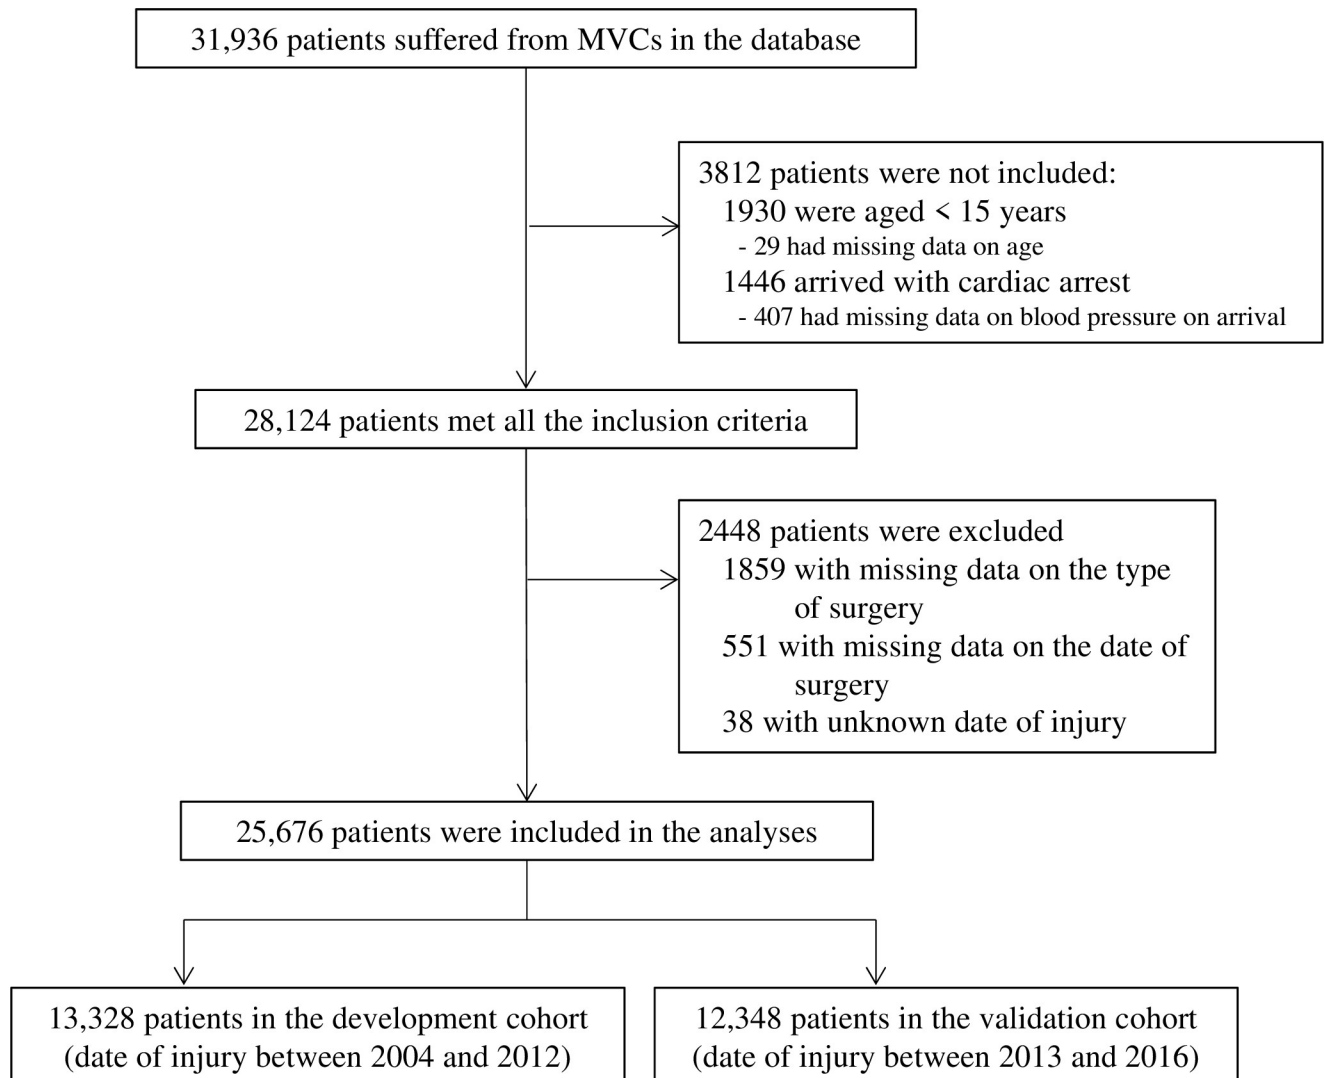 31,936 patients suffered from MVCs in the database
3812 patients were not included:
1930 were aged < 15 years
- 29 had missing data on age
1446 arrived with cardiac arrest
- 407 had missing data on blood pressure on arrival
28,124 patients met all the inclusion criteria
2448 patients were excluded
1859 with missing data on the type
of surgery
551 with missing data on the date of
surgery
38 with unknown date of injury
25,676 patients were included in the analyses
13,328 patients in the development cohort
(date of injury between 2004 and 2012)
12,348 patients in the validation cohort
(date of injury between 2013 and 2016)